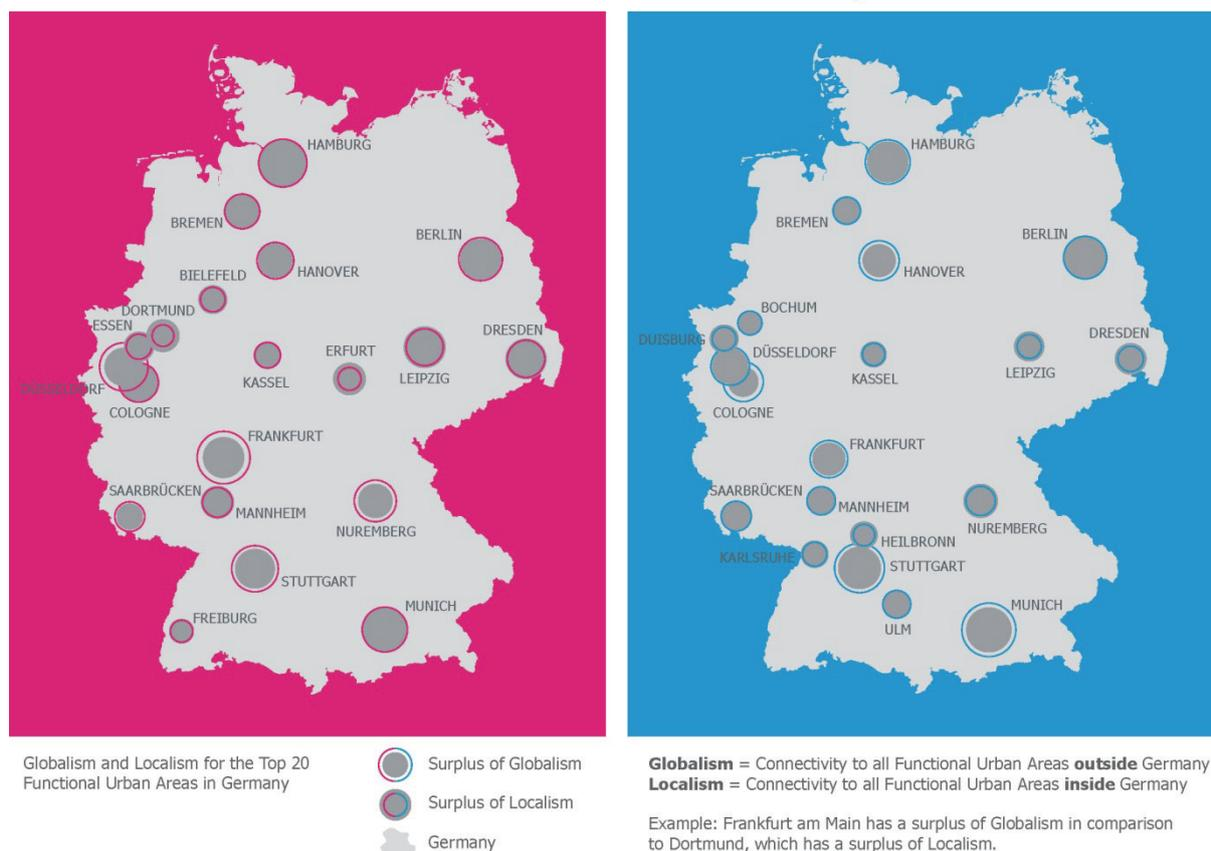 HAMBURG
BREMEN
BERLIN
HANOVER
BIELEFELD
DORTMUND
ESSEN
DRESDEN
ERFURT
KASSEL
LEIPZIG
DÜSSELDORF
COLOGNE
FRANKFURT
SAARBRÜCKEN
MANNHEIM
NUREMBERG
STUTTGART
MUNICH
FREIBURG
HAMBURG
BREMEN
BERLIN
HANOVER
BOCHUM
DUISBURG
DÜSSELDORF
DRESDEN
KASSEL
LEIPZIG
COLOGNE
FRANKFURT
SAARBRÜCKEN
MANNHEIM
NUREMBERG
HEILBRONN
KARLSRUHE
STUTTGART
MUNICH
ULM
Globalism and Localism for the Top 20
Functional Urban Areas in Germany
Surplus of Globalism
Surplus of Localism
Germany
Globalism = Connectivity to all Functional Urban Areas outside Germany
Localism = Connectivity to all Functional Urban Areas inside Germany
Example: Frankfurt am Main has a surplus of Globalism in comparison
to Dortmund, which has a surplus of Localism.